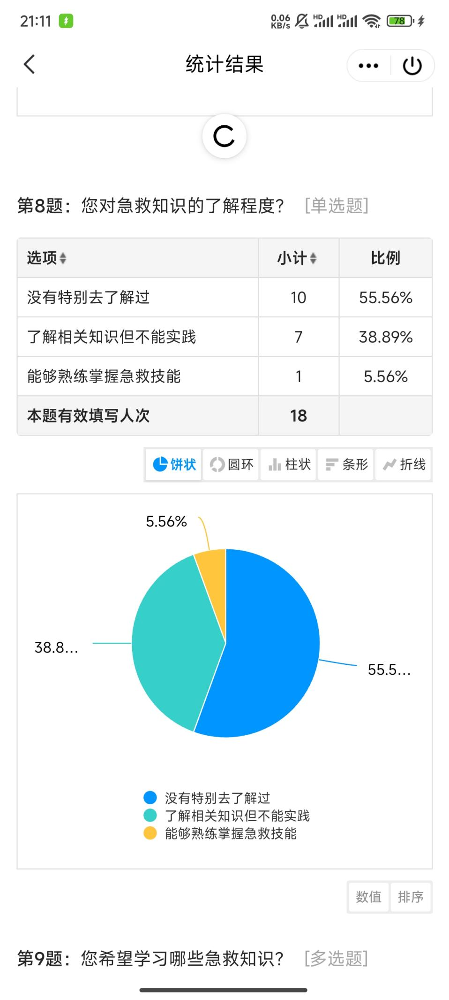 21:11
0.06 KB/s HD HD 78
统计结果
第8题：您对急救知识的了解程度？ [单选题]
选项 小计 比例
没有特别去了解过 10 55.56%
了解相关知识但不能实践 7 38.89%
能够熟练掌握急救技能 1 5.56%
本题有效填写人次 18
饼状 圆环 柱状 条形 折线
5.56%
38.8...
55.5...
没有特别去了解过
了解相关知识但不能实践
能够熟练掌握急救技能
数值 排序
第9题：您希望学习哪些急救知识？ [多选题]